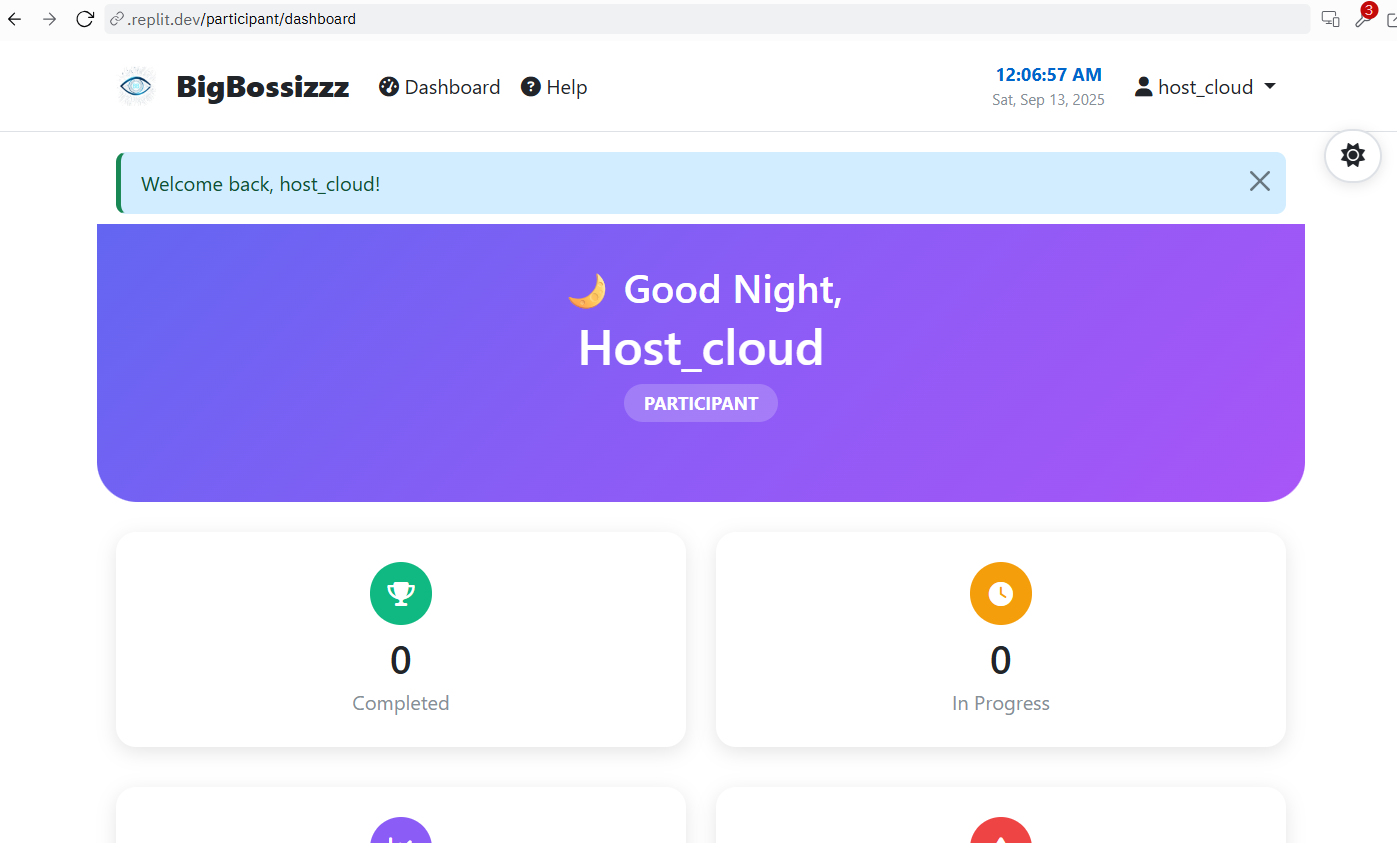 .replit.dev/participant/dashboard
3
BigBossizzz
Dashboard
Help
12:06:57 AM
Sat, Sep 13, 2025
host_cloud
Welcome back, host_cloud!
🌙 Good Night,
Host_cloud
PARTICIPANT
0
Completed
0
In Progress